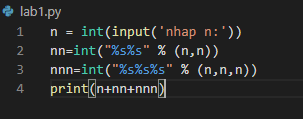 lab1.py
1 n = int(input('nhap n:'))
2 nn=int("%s%s" % (n,n))
3 nnn=int("%s%s%s" % (n,n,n))
4 print(n+nn+nnn)